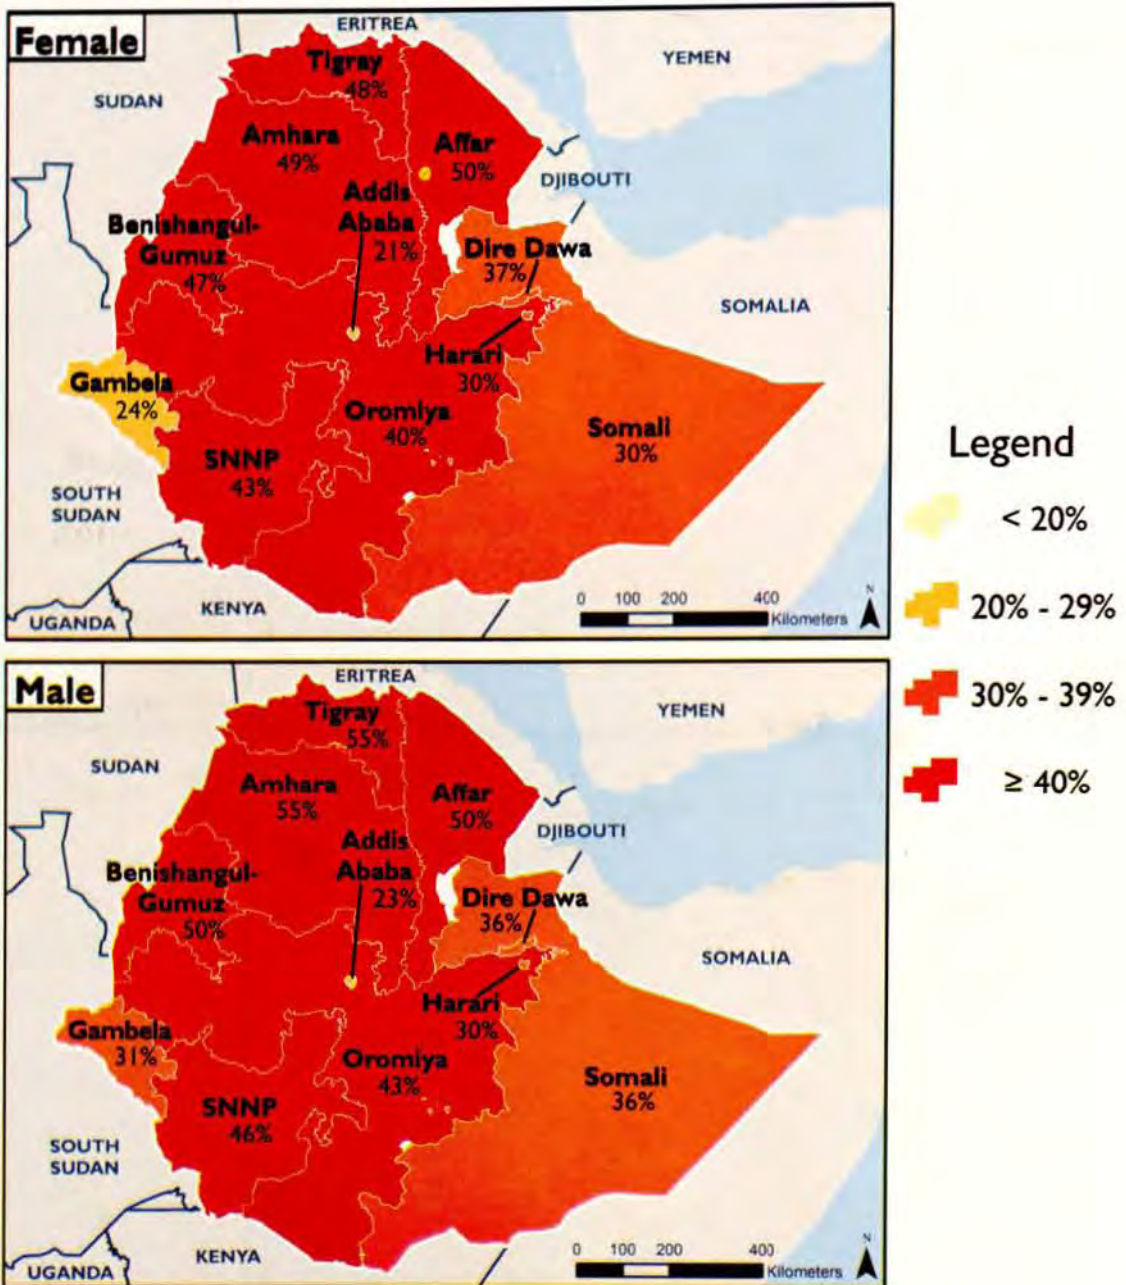 Female
ERITREA
YEMEN
SUDAN
Tigray
48%
Amhara
49%
Affar
50%
DJIBOUTI
Addis
Ababa
21%
Benishangul-
Gumuz
47%
Dire Dawa
37%
SOMALIA
Harari
30%
Gambela
24%
Oromiya
40%
Somali
30%
SNNP
43%
SOUTH
SUDAN
KENYA
UGANDA
0 100 200 400
Kilometers
N
Legend
< 20%
20% - 29%
30% - 39%
≥ 40%
Male
ERITREA
YEMEN
SUDAN
Tigray
55%
Amhara
55%
Affar
50%
DJIBOUTI
Addis
Ababa
23%
Benishangul-
Gumuz
50%
Dire Dawa
36%
SOMALIA
Harari
30%
Gambela
31%
Oromiya
43%
Somali
36%
SNNP
46%
SOUTH
SUDAN
KENYA
UGANDA
0 100 200 400
Kilometers
N